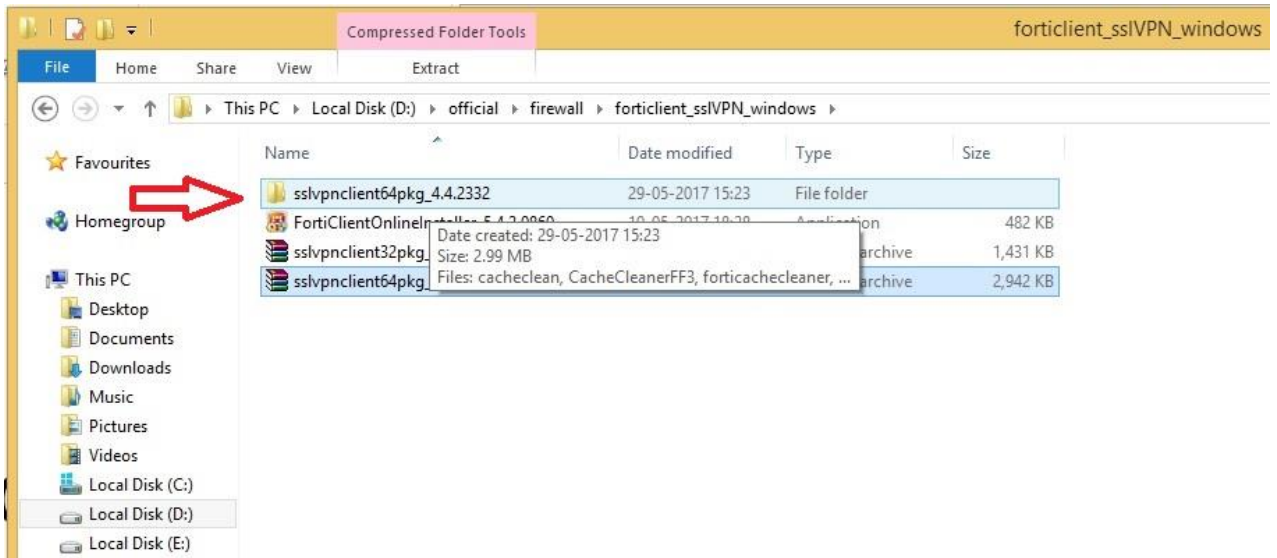 Compressed Folder Tools
forticlient_sslVPN_windows
File Home Share View Extract
This PC Local Disk (D:) official firewall forticlient_sslVPN_windows
Name Date modified Type Size
Favourites
sslvpnclient64pkg_4.4.2332 29-05-2017 15:23 File folder
Homegroup
FortiClientOnlineInstaller 482 KB
Date created: 29-05-2017 15:23
sslvpnclient32pkg_ archive 1,431 KB
Size: 2.99 MB
This PC
sslvpnclient64pkg_ archive 2,942 KB
Files: cacheclean, CacheCleanerFF3, forticachecleaner, ...
Desktop
Documents
Downloads
Music
Pictures
Videos
Local Disk (C:)
Local Disk (D:)
Local Disk (E:)